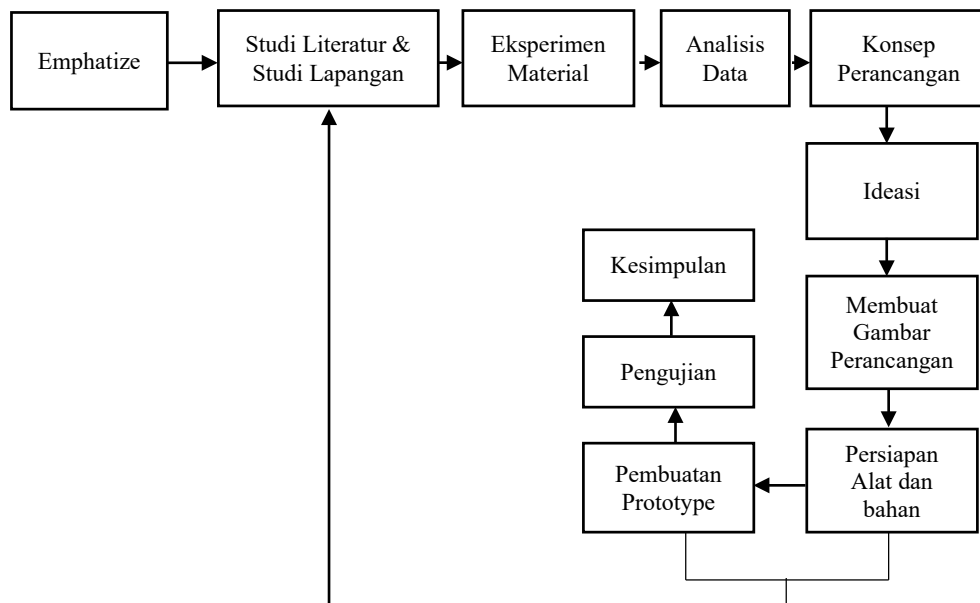 Emphatize
Studi Literatur &
Studi Lapangan
Eksperimen
Material
Analisis
Data
Konsep
Perancangan
Ideasi
Membuat
Gambar
Perancangan
Persiapan
Alat dan
bahan
Pembuatan
Prototype
Pengujian
Kesimpulan